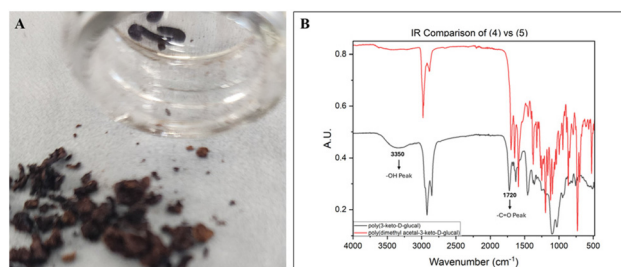 A
B
IR Comparison of (4) vs (5)
A.U.
0.8
0.6
0.4
0.2
3350
-OH Peak
1720
-C=O Peak
poly(3-keto-D-glucal)
poly(dimethyl acetal-3-keto-D-glucal)
4000 3500 3000 2500 2000 1500 1000 500
Wavenumber (cm⁻¹)